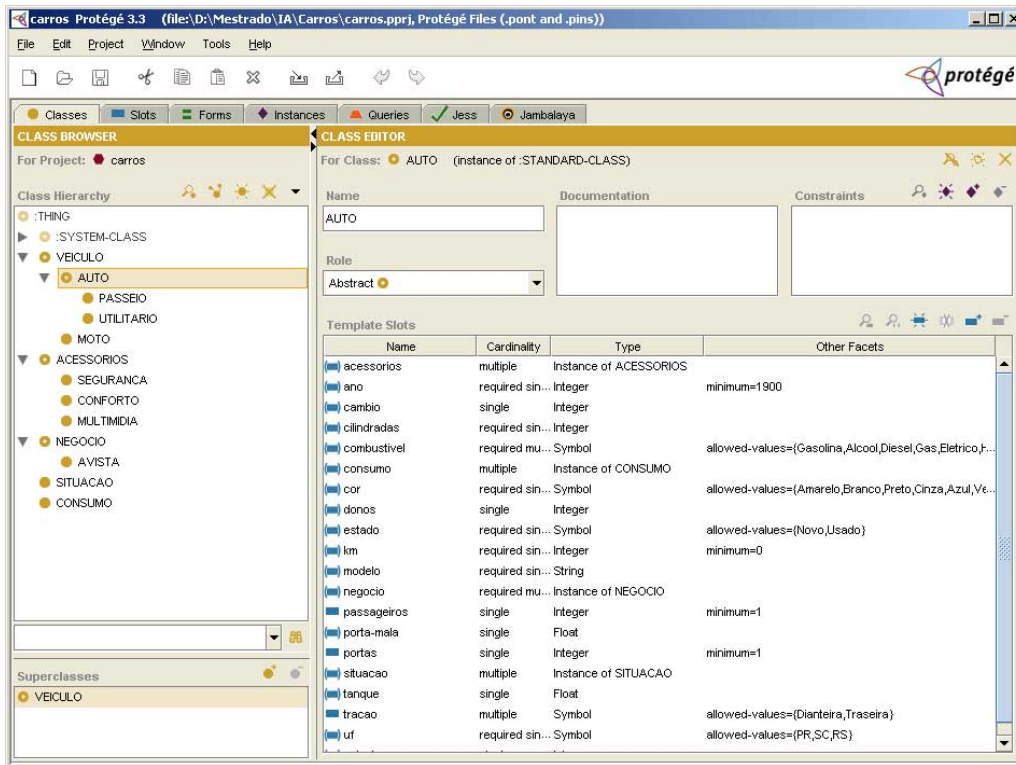 carros Protégé 3.3 (file:\D:\Mestrado\IA\Carros\carros.pprj, Protégé Files (.pont and .pins))
File Edit Project Window Tools Help
protégé
Classes Slots Forms Instances Queries Jess Jambalaya
CLASS BROWSER
For Project: carros
Class Hierarchy
:THING
:SYSTEM-CLASS
VEICULO
AUTO
PASSEIO
UTILITARIO
MOTO
ACESSORIOS
SEGURANCA
CONFORTO
MULTIMIDIA
NEGOCIO
AVISTA
SITUACAO
CONSUMO
Superclasses
VEICULO
CLASS EDITOR
For Class: AUTO (instance of :STANDARD-CLASS)
Name Documentation Constraints
AUTO
Role
Abstract
Template Slots
Name Cardinality Type Other Facets
acessorios multiple Instance of ACESSORIOS
ano required sin... Integer minimum=1900
cambio single Integer
cilindradas required sin... Integer
combustivel required mu... Symbol allowed-values={Gasolina,Alcool,Diesel,Gas,Eletrico,H...
consumo multiple Instance of CONSUMO
cor required sin... Symbol allowed-values={Amarelo,Branco,Preto,Cinza,Azul,Ve...
donos single Integer
estado required sin... Symbol allowed-values={Novo,Usado}
km required sin... Integer minimum=0
modelo required sin... String
negocio required mu... Instance of NEGOCIO
passageiros single Integer minimum=1
porta-mala single Float
portas single Integer minimum=1
situacao multiple Instance of SITUACAO
tanque single Float
tracao multiple Symbol allowed-values={Dianteira,Traseira}
uf required sin... Symbol allowed-values={PR,SC,RS}